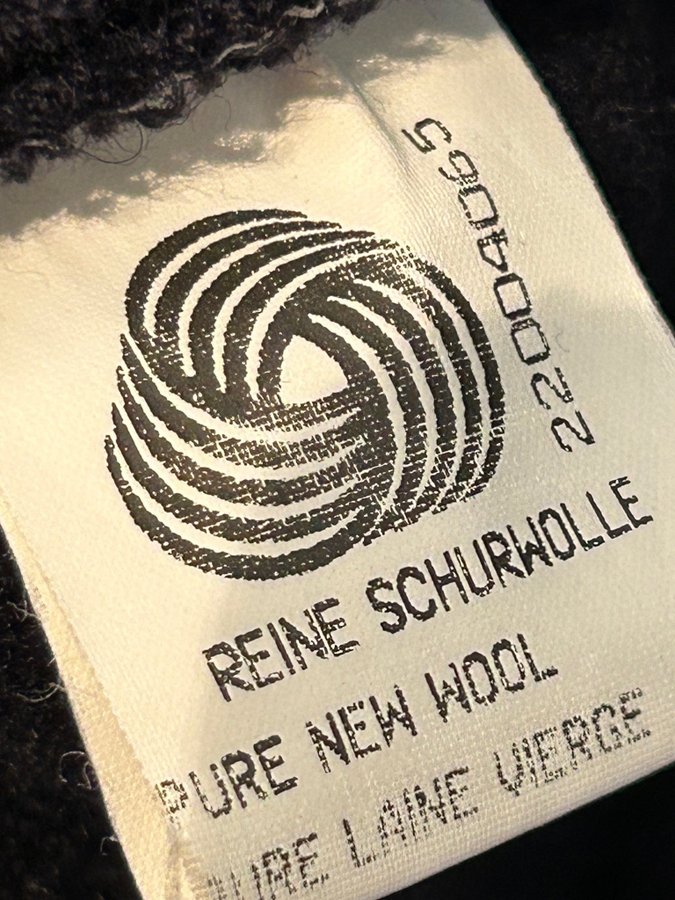 22004065
REINE SCHURWOLLE
PURE NEW WOOL
PURE LAINE VIERGE